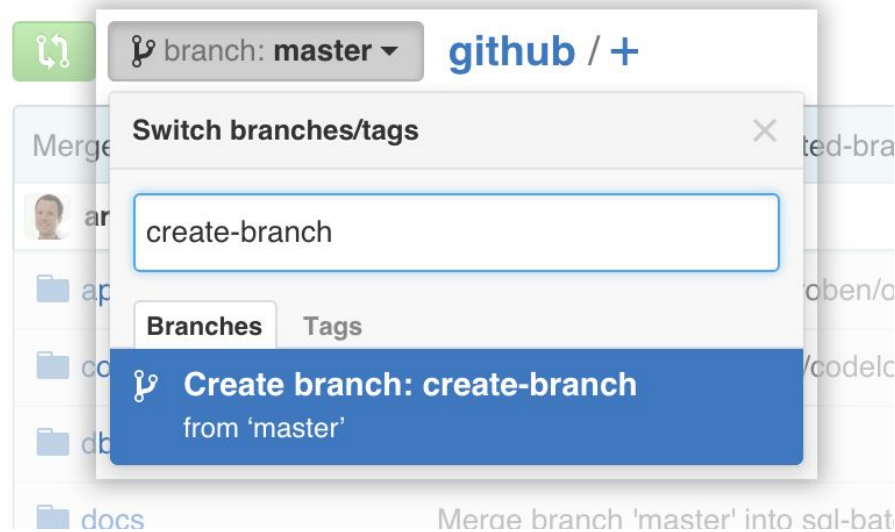 branch: master
github / +
Switch branches/tags
Merge
create-branch
Branches Tags
Create branch: create-branch
from ‘master’
docs
Merge branch 'master' into sql-bat